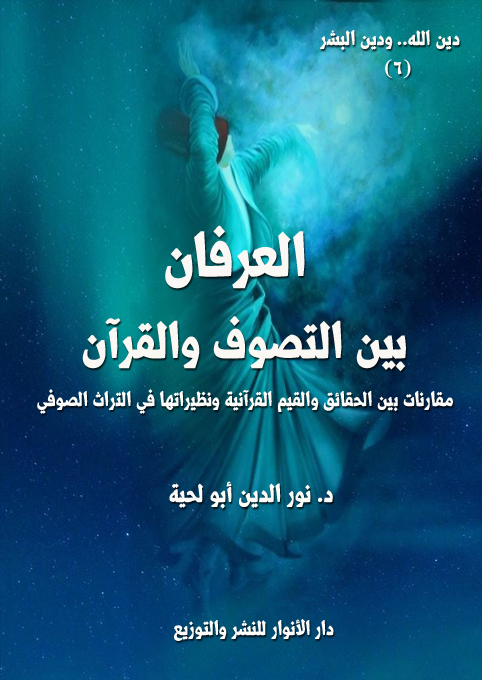 دين الله.. ودين البشر
(٦)
العرفان
بين التصوف والقرآن
مقارنات بين الحقائق والقيم القرآنية ونظيراتها في التراث الصوفي
د. نور الدين أبو لحية
دار الأنوار للنشر والتوزيع